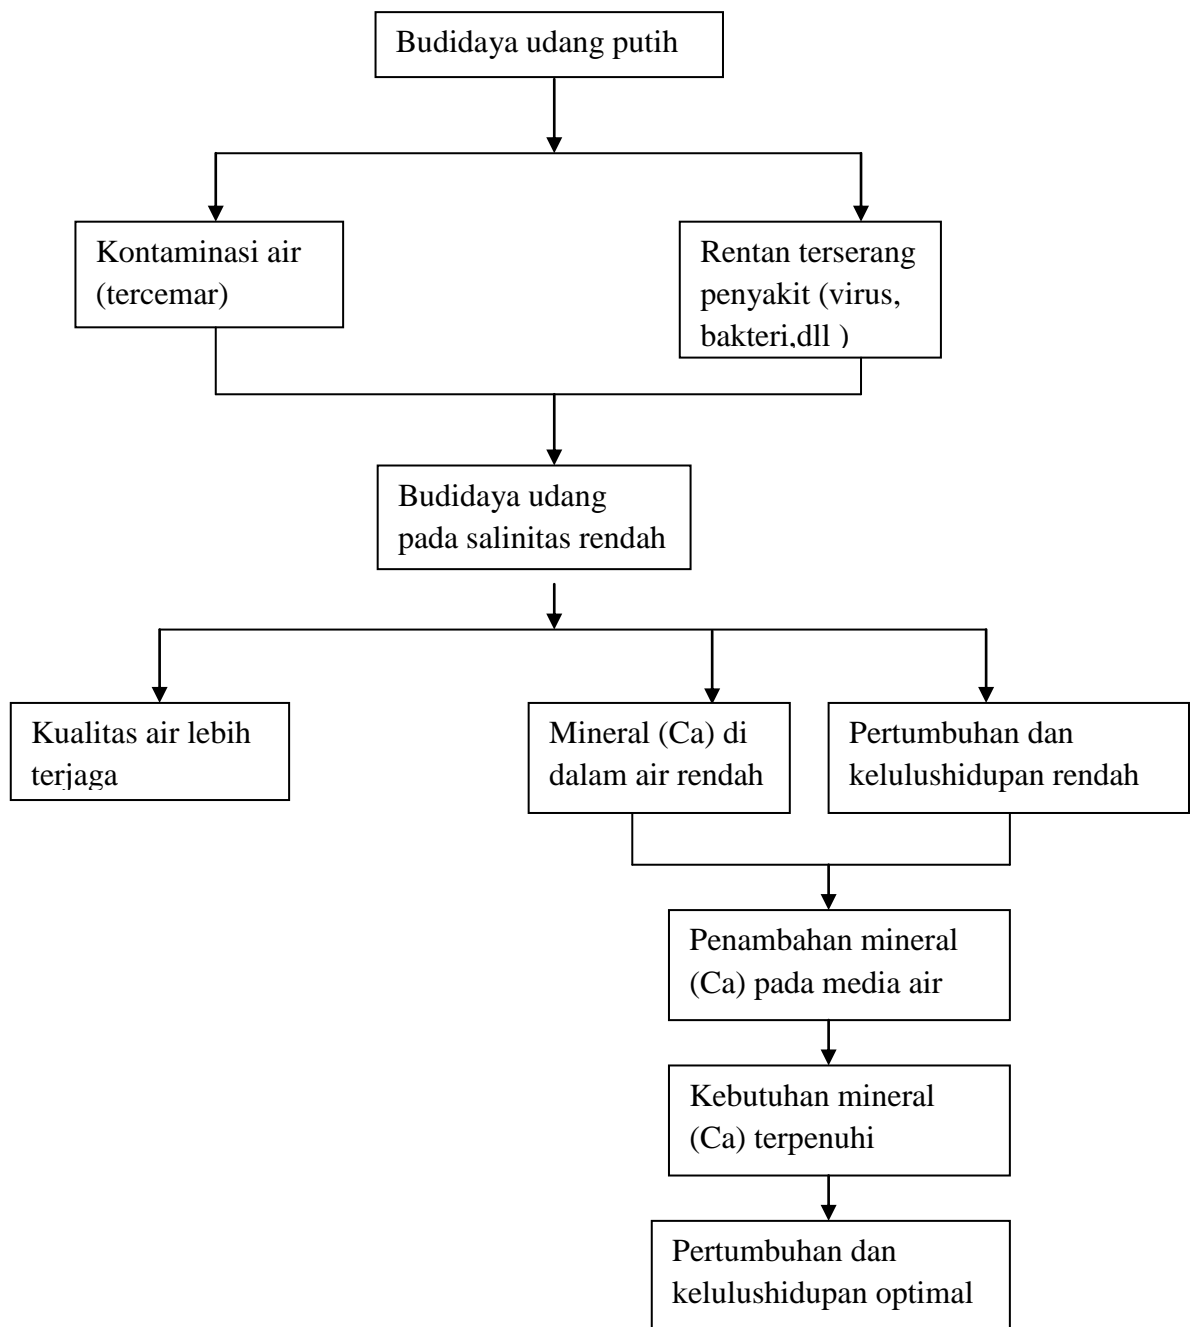 Budidaya udang putih
Kontaminasi air
(tercemar)
Rentan terserang
penyakit (virus,
bakteri,dll )
Budidaya udang
pada salinitas rendah
Kualitas air lebih
terjaga
Mineral (Ca) di
dalam air rendah
Pertumbuhan dan
kelulushidupan rendah
Penambahan mineral
(Ca) pada media air
Kebutuhan mineral
(Ca) terpenuhi
Pertumbuhan dan
kelulushidupan optimal